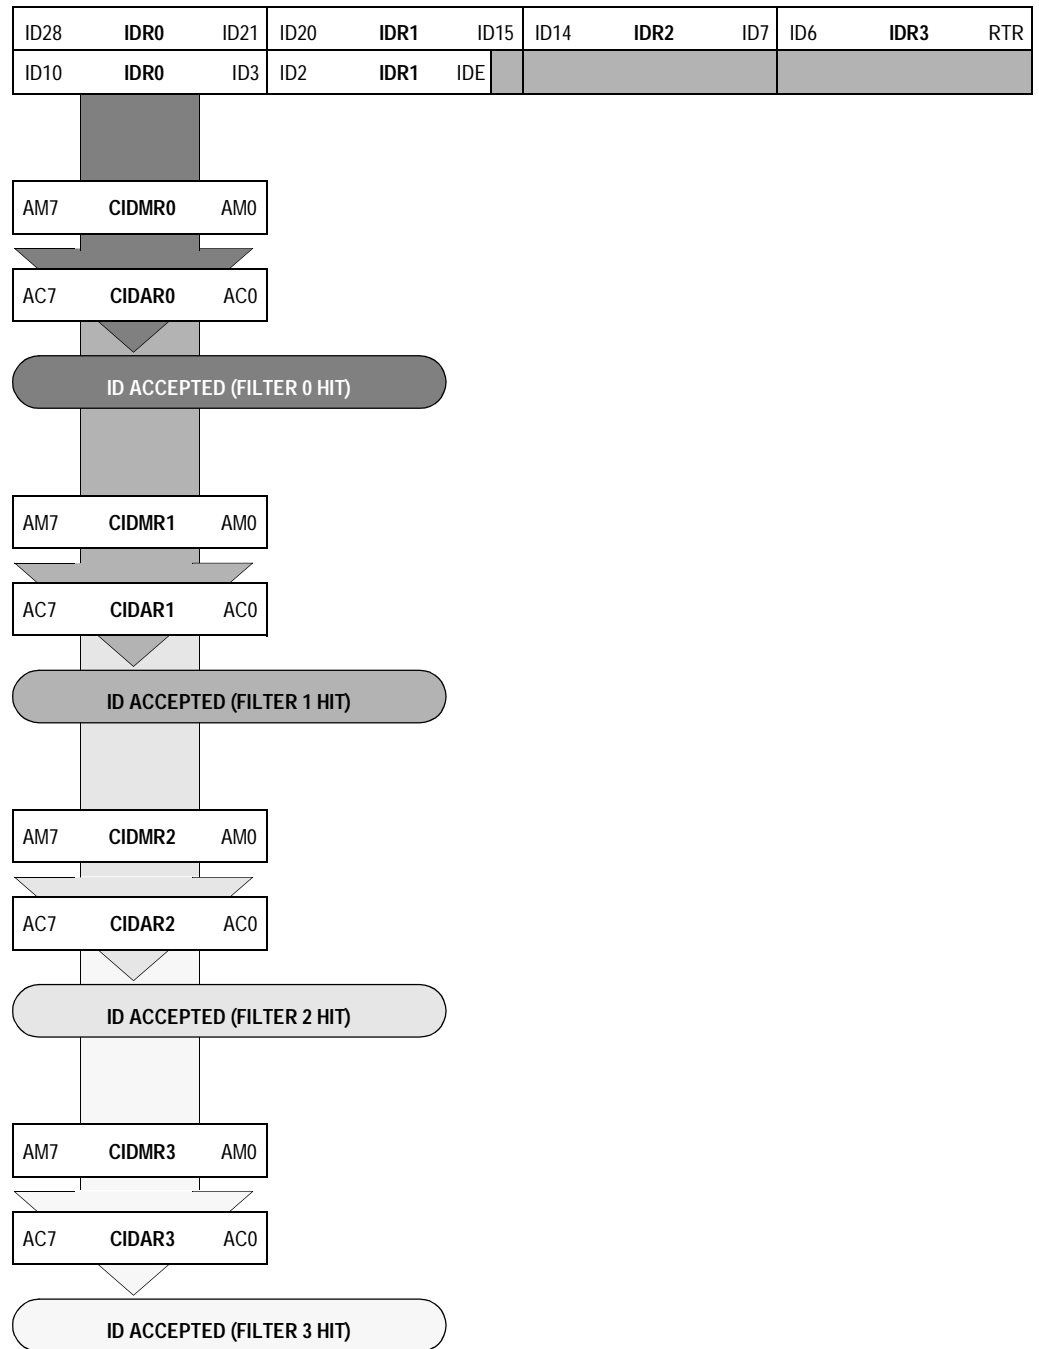 ID28 IDR0 ID21 ID20 IDR1 ID15 ID14 IDR2 ID7 ID6 IDR3 RTR
ID10 IDR0 ID3 ID2 IDR1 IDE
AM7 CIDMR0 AM0
AC7 CIDAR0 AC0
ID ACCEPTED (FILTER 0 HIT)
AM7 CIDMR1 AM0
AC7 CIDAR1 AC0
ID ACCEPTED (FILTER 1 HIT)
AM7 CIDMR2 AM0
AC7 CIDAR2 AC0
ID ACCEPTED (FILTER 2 HIT)
AM7 CIDMR3 AM0
AC7 CIDAR3 AC0
ID ACCEPTED (FILTER 3 HIT)